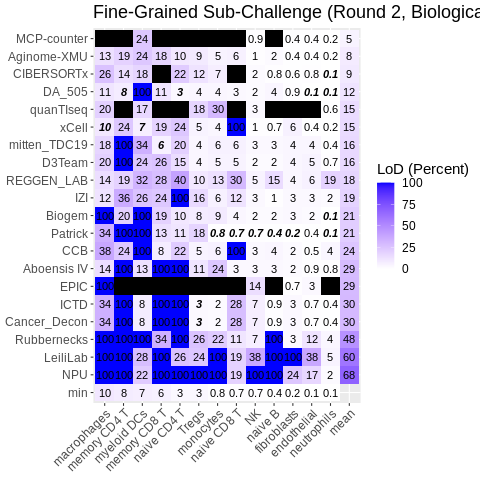 Fine-Grained Sub-Challenge (Round 2, Biologica
MCP-counter 24 0.9 0.4 0.4 0.2 5
Aginome-XMU 13 19 24 18 10 9 5 6 1 2 0.4 0.4 0.2 8
CIBERSORTx 26 14 18 22 12 7 2 0.8 0.6 0.8 0.1 9
DA_505 11 8 100 11 3 4 4 3 2 4 0.9 0.1 0.1 12
quanTIseq 20 17 18 30 3 0.6 15
xCell 10 24 7 19 24 5 4 100 1 0.7 6 0.4 0.2 15
mitten_TDC19 18 100 34 6 20 4 6 6 3 3 4 4 0.4 16
D3Team 18 100 24 26 15 4 5 5 2 2 4 5 0.7 16
REGGEN_LAB 14 19 32 28 40 10 13 30 5 15 4 6 19 18
IZI 12 36 26 24 100 16 6 12 3 1 3 3 2 19
Biogem 100 20 100 19 10 8 9 4 2 2 3 2 0.1 21
Patrick 34 100 100 13 11 18 0.8 0.7 0.7 0.4 0.2 0.4 0.1 21
CCB 38 24 100 8 22 5 6 100 3 4 2 0.5 4 24
Aboensis IV 14 100 13 100 100 11 24 3 3 3 2 0.9 0.8 29
EPIC 100 14 0.7 3 29
ICTD 34 100 8 100 100 3 2 28 7 0.9 3 0.7 0.4 30
Cancer_Decon 34 100 8 100 100 3 2 28 7 0.9 3 0.7 0.4 30
Rubbernecks 100 100 100 34 100 26 22 11 7 100 3 12 4 48
LeiliLab 100 100 28 100 26 24 100 19 38 100 100 38 5 60
NPU 100 100 22 100 100 17 17 19 100 100 24 17 2 68
min 10 8 7 6 3 3 0.8 0.7 0.7 0.4 0.2 0.1 0.1
macrophages
memory CD4 T
myeloid DCs
memory CD8 T
naive CD4 T
Tregs
monocytes
naive CD8 T
NK
naive B
fibroblasts
endothelial
neutrophils
mean
LoD (Percent)
100
75
50
25
0